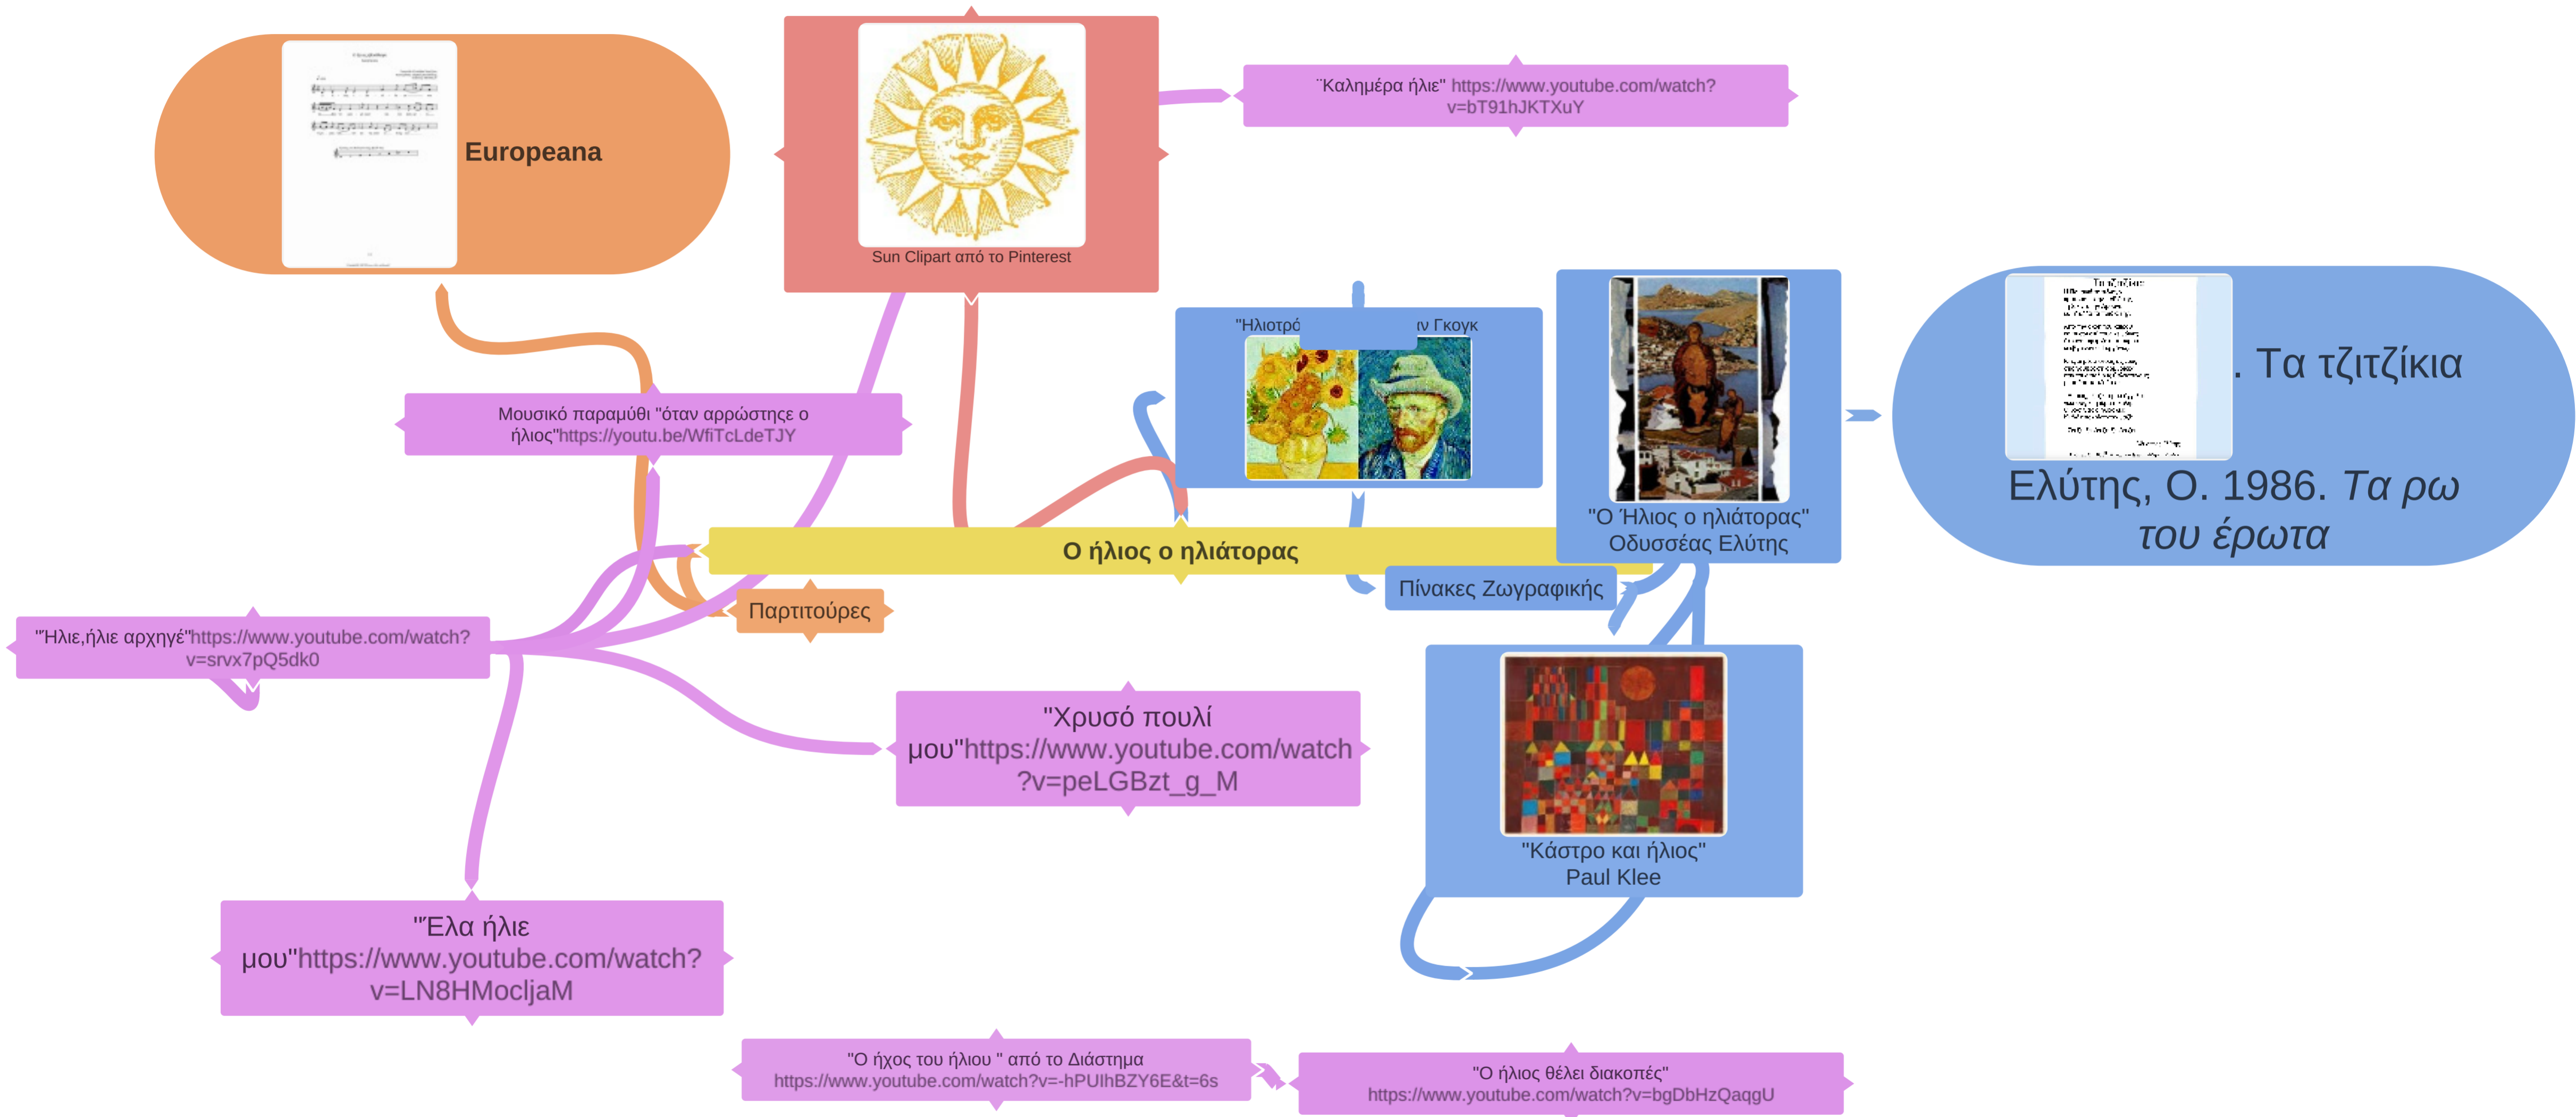 Europeana
Sun Clipart από το Pinterest
¨Καλημέρα ήλιε" https://www.youtube.com/watch?
v=bT91hJKTXuY
"Ηλιοτρό
ν Γκογκ
Μουσικό παραμύθι "όταν αρρώστηςε ο
ήλιος"https://youtu.be/WfiTcLdeTJY
. Τα τζιτζίκια
Ελύτης, Ο. 1986. Τα ρω
του έρωτα
"Ο Ήλιος ο ηλιάτορας"
Οδυσσέας Ελύτης
Ο ήλιος ο ηλιάτορας
Πίνακες Ζωγραφικής
Παρτιτούρες
"Ήλιε,ήλιε αρχηγέ"https://www.youtube.com/watch?
v=srvx7pQ5dk0
"Χρυσό πουλί
μου"https://www.youtube.com/watch
?v=peLGBzt_g_M
"Κάστρο και ήλιος"
Paul Klee
"Έλα ήλιε
μου"https://www.youtube.com/watch?
v=LN8HMocljaM
"Ο ήχος του ήλιου " από το Διάστημα
https://www.youtube.com/watch?v=-hPUIhBZY6E&t=6s
"Ο ήλιος θέλει διακοπές"
https://www.youtube.com/watch?v=bgDbHzQaqgU